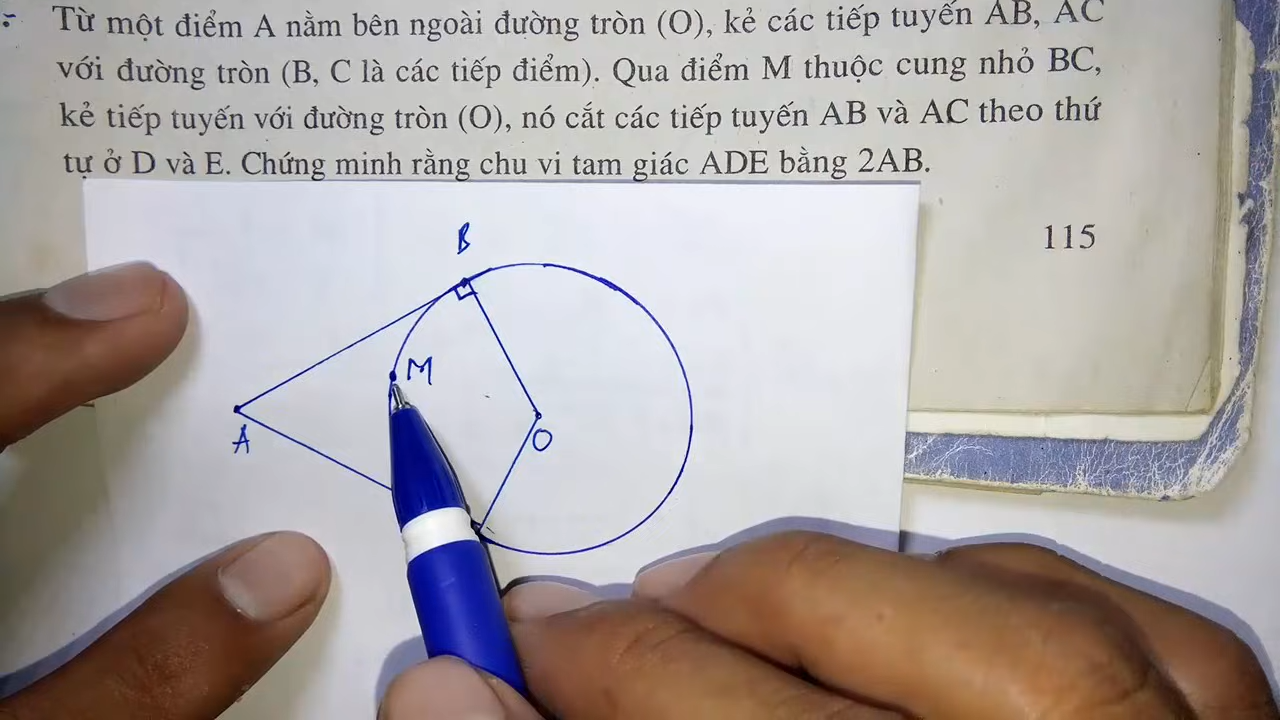 Từ một điểm A nằm bên ngoài đường tròn (O), kẻ các tiếp tuyến AB, AC
với đường tròn (B, C là các tiếp điểm). Qua điểm M thuộc cung nhỏ BC,
kẻ tiếp tuyến với đường tròn (O), nó cắt các tiếp tuyến AB và AC theo thứ
tự ở D và E. Chứng minh rằng chu vi tam giác ADE bằng 2AB.
115
B
M
A
O